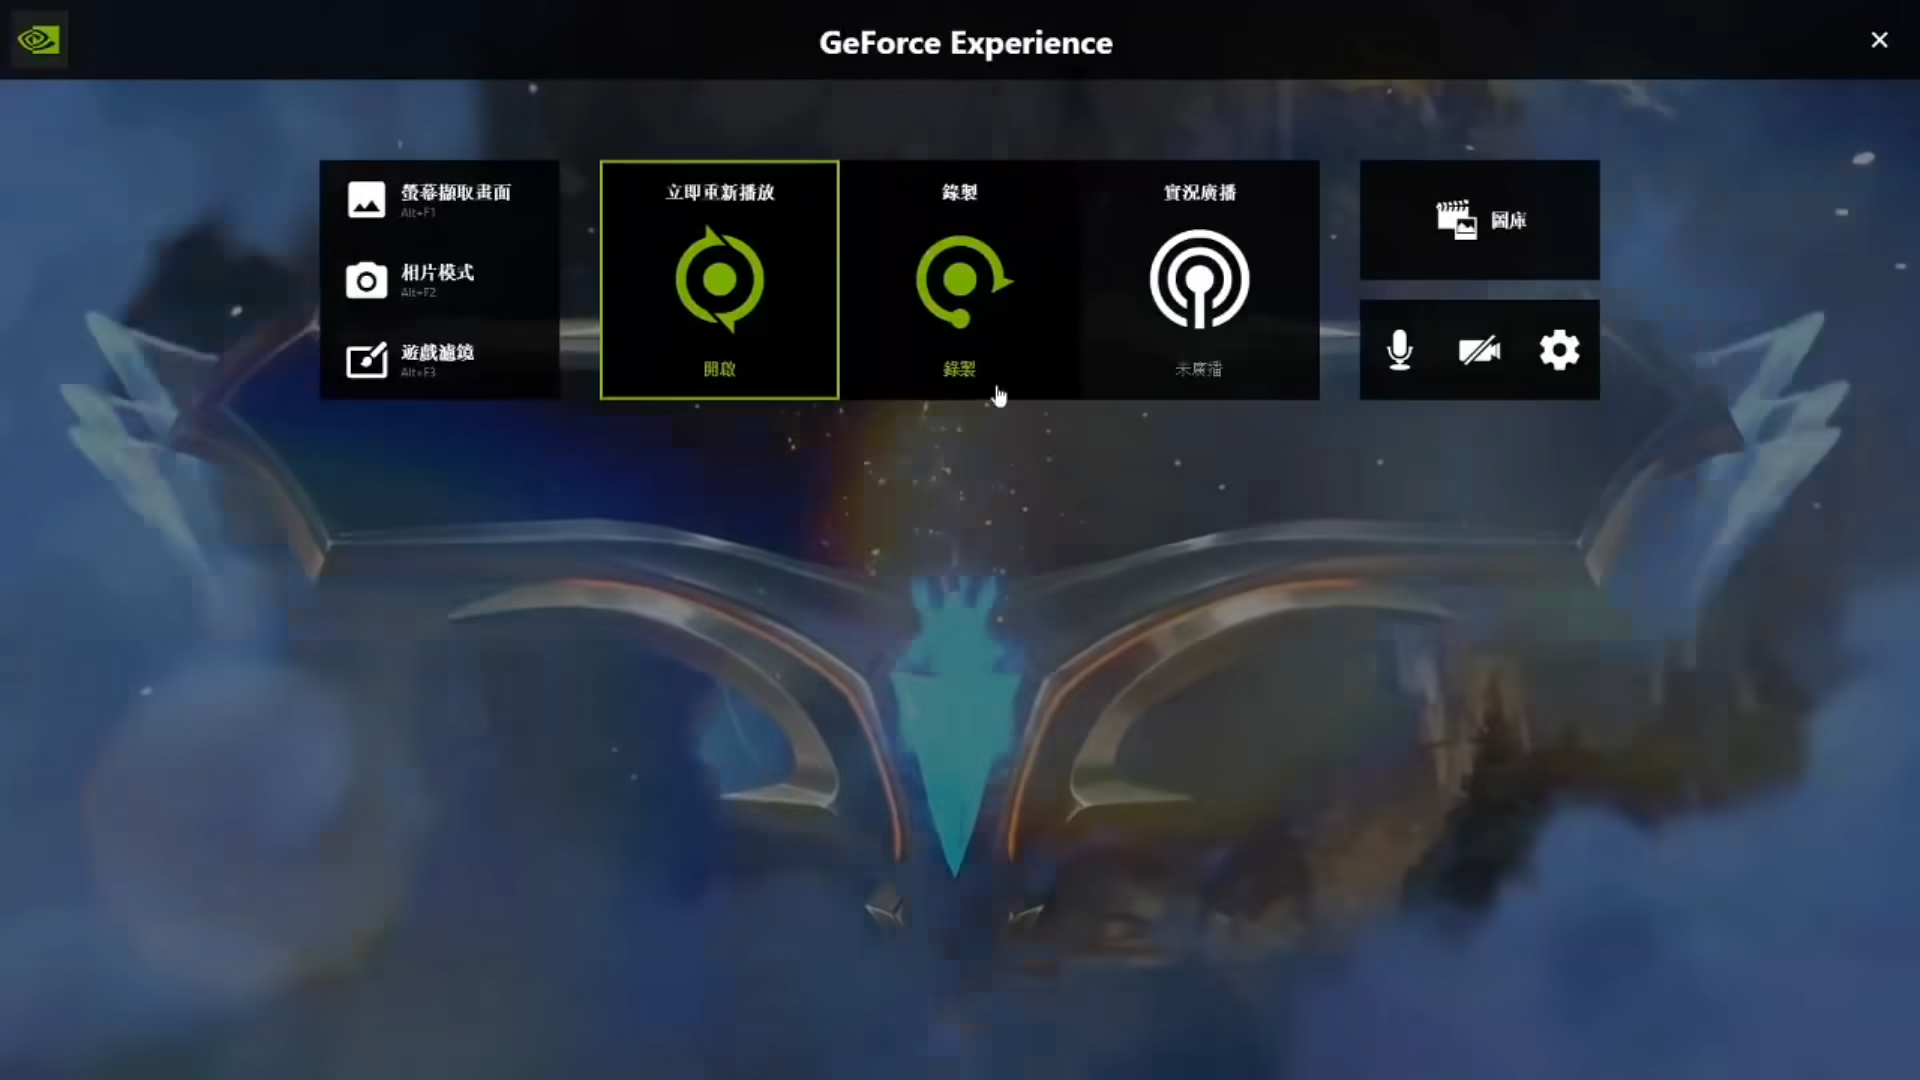 GeForce Experience
螢幕擷取畫面
Alt+F1
相片模式
Alt+F2
遊戲濾鏡
Alt+F3
立即重新播放
開啟
錄製
錄製
實況廣播
未廣播
圖庫